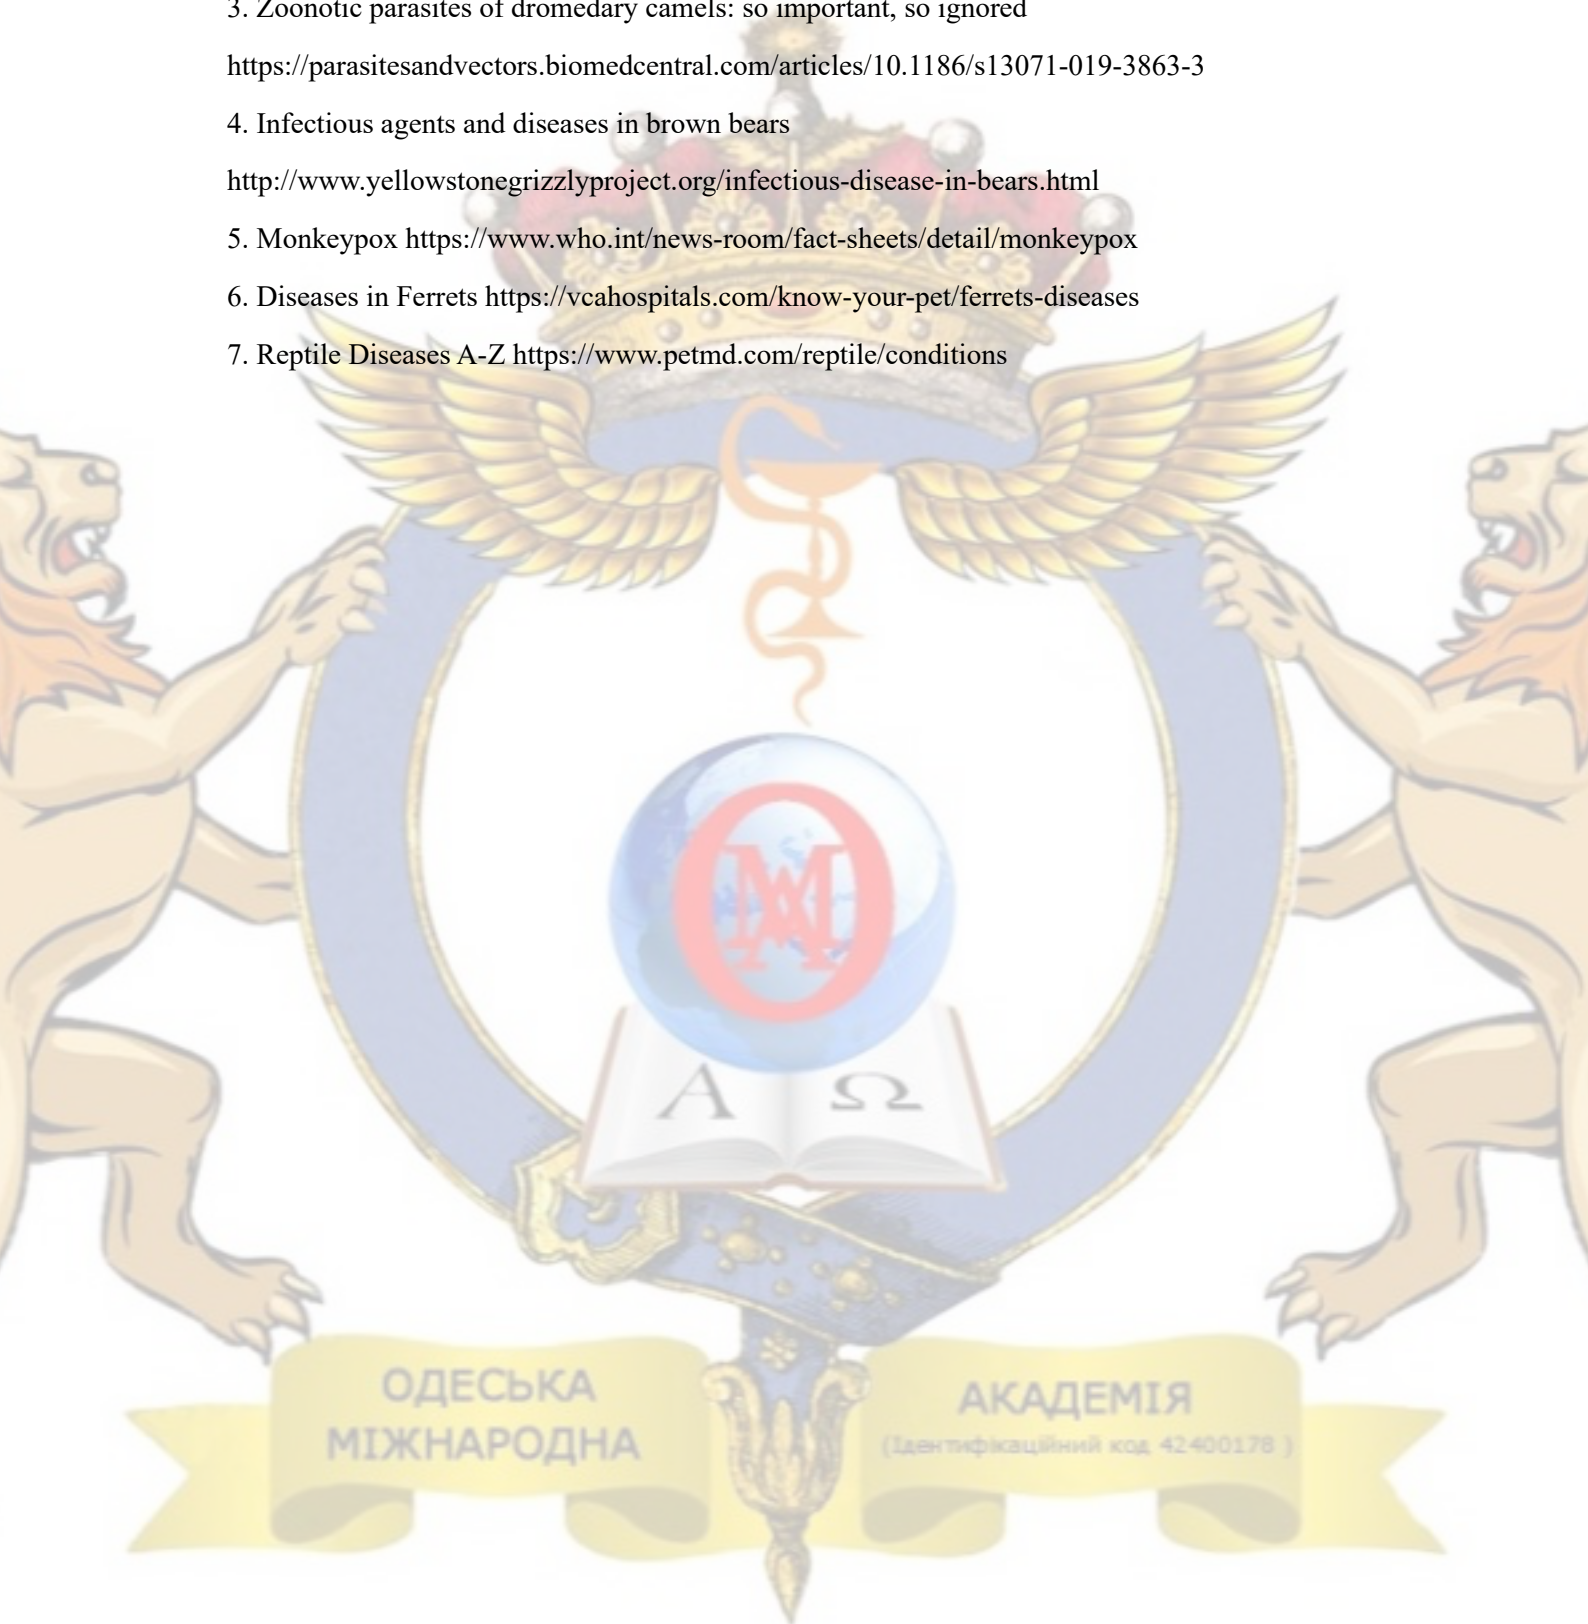 3. Zoonotic parasites of dromedary camels: so important, so ignored
https://parasitesandvectors.biomedcentral.com/articles/10.1186/s13071-019-3863-3
4. Infectious agents and diseases in brown bears
http://www.yellowstonegrizzlyproject.org/infectious-disease-in-bears.html
5. Monkeypox https://www.who.int/news-room/fact-sheets/detail/monkeypox
6. Diseases in Ferrets https://vcahospitals.com/know-your-pet/ferrets-diseases
7. Reptile Diseases A-Z https://www.petmd.com/reptile/conditions
ОМА
Α Ω
ОДЕСЬКА
МІЖНАРОДНА
АКАДЕМІЯ
(Ідентифікаційний код 42400178 )